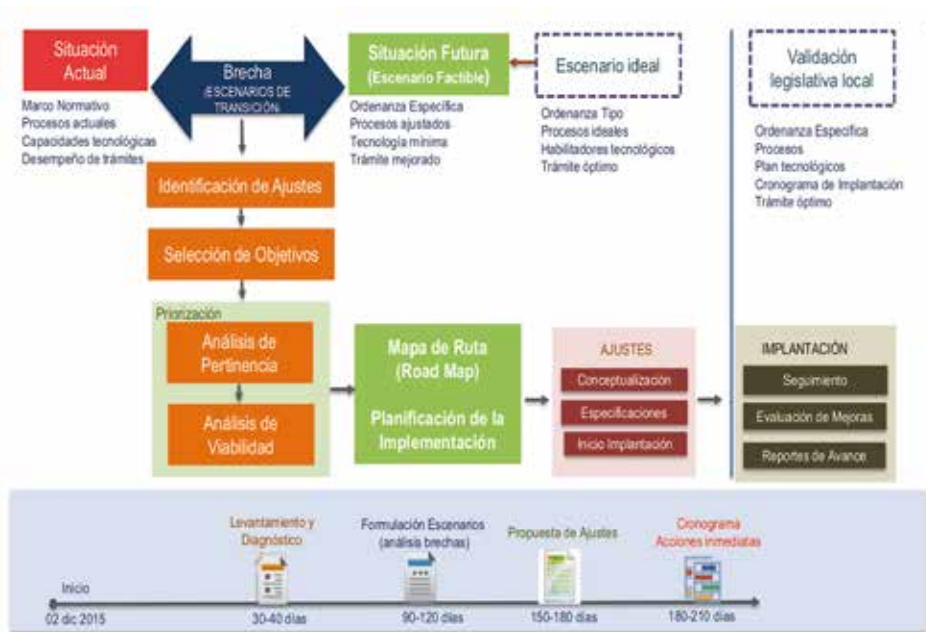 Situación
Actual
Marco Normativo
Procesos actuales
Capacidades tecnológicas
Desempeño de trámites
Brecha
(ESCENARIOS DE
TRANSICIÓN)
Situación Futura
(Escenario Factible)
Ordenanza Específica
Procesos ajustados
Tecnología mínima
Trámite mejorado
Escenario ideal
Ordenanza Tipo
Procesos ideales
Habilitadores tecnológicos
Trámite óptimo
Validación
legislativa local
Ordenanza Específica
Procesos
Plan tecnológicos
Cronograma de Implantación
Trámite óptimo
Identificación de Ajustes
Selección de Objetivos
Priorización
Análisis de
Pertinencia
Análisis de
Viabilidad
Mapa de Ruta
(Road Map)
Planificación de la
Implementación
AJUSTES
Conceptualización
Especificaciones
Inicio Implantación
IMPLANTACIÓN
Seguimiento
Evaluación de Mejoras
Reportes de Avance
Inicio
02 dic 2015
Levantamiento y
Diagnóstico
30-40 días
Formulación Escenarios
(análisis brechas)
90-120 días
Propuesta de Ajustes
150-180 días
Cronograma
Acciones inmediatas
180-210 días